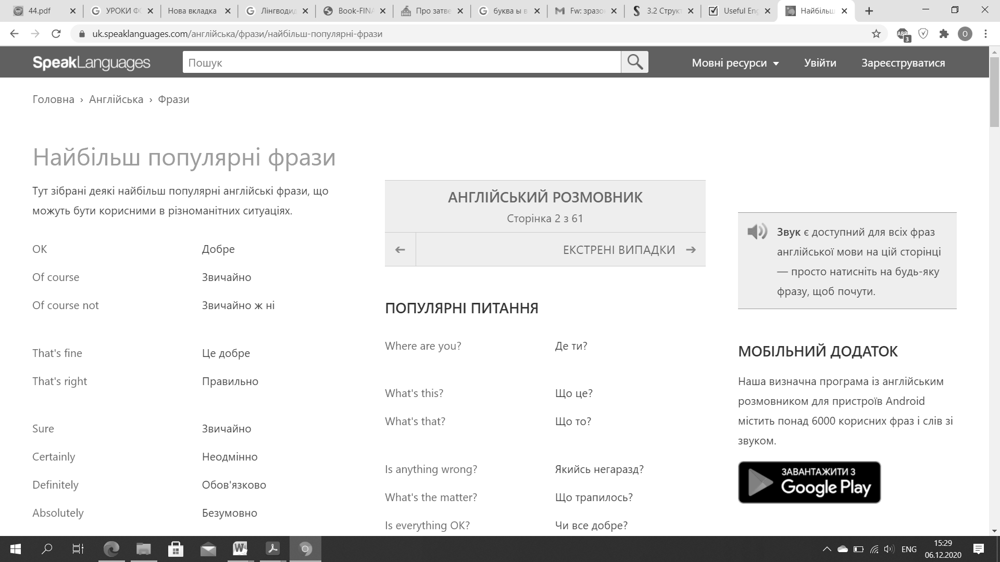 44.pdf
УРОКИ ФО
Нова вкладка
Лінгводид
Book-FINA
Про затве
буква ы в
Fw: зразо
3.2 Структ
Useful Eng
Найбільш
uk.speaklanguages.com/англійська/фрази/найбільш-популярні-фрази
ABP
3
O
SpeakLanguages
Пошук
Мовні ресурси
Увійти
Зареєструватися
Головна › Англійська › Фрази
Найбільш популярні фрази
Тут зібрані деякі найбільш популярні англійські фрази, що
можуть бути корисними в різноманітних ситуаціях.
OK Добре
Of course Звичайно
Of course not Звичайно ж ні
That's fine Це добре
That's right Правильно
Sure Звичайно
Certainly Неодмінно
Definitely Обов'язково
Absolutely Безумовно
АНГЛІЙСЬКИЙ РОЗМОВНИК
Сторінка 2 з 61
← ЕКСТРЕНІ ВИПАДКИ →
ПОПУЛЯРНІ ПИТАННЯ
Where are you? Де ти?
What's this? Що це?
What's that? Що то?
Is anything wrong? Якийсь негаразд?
What's the matter? Що трапилось?
Is everything OK? Чи все добре?
Звук є доступний для всіх фраз
англійської мови на цій сторінці
— просто натисніть на будь-яку
фразу, щоб почути.
МОБІЛЬНИЙ ДОДАТОК
Наша визначна програма із англійським
розмовником для пристроїв Android
містить понад 6000 корисних фраз і слів зі
звуком.
ЗАВАНТАЖИТИ З
Google Play
ENG
15:29
06.12.2020